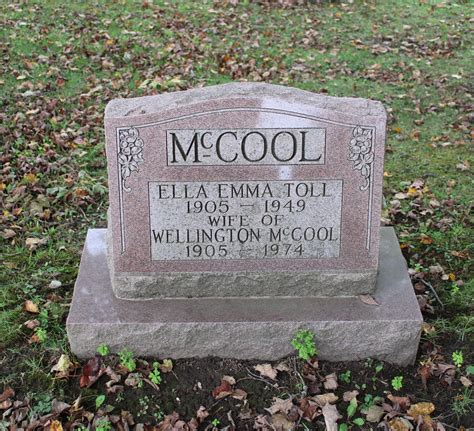 McCOOL
ELLA EMMA TOLL
1905 - 1949
WIFE OF
WELLINGTON McCOOL
1905 - 1974